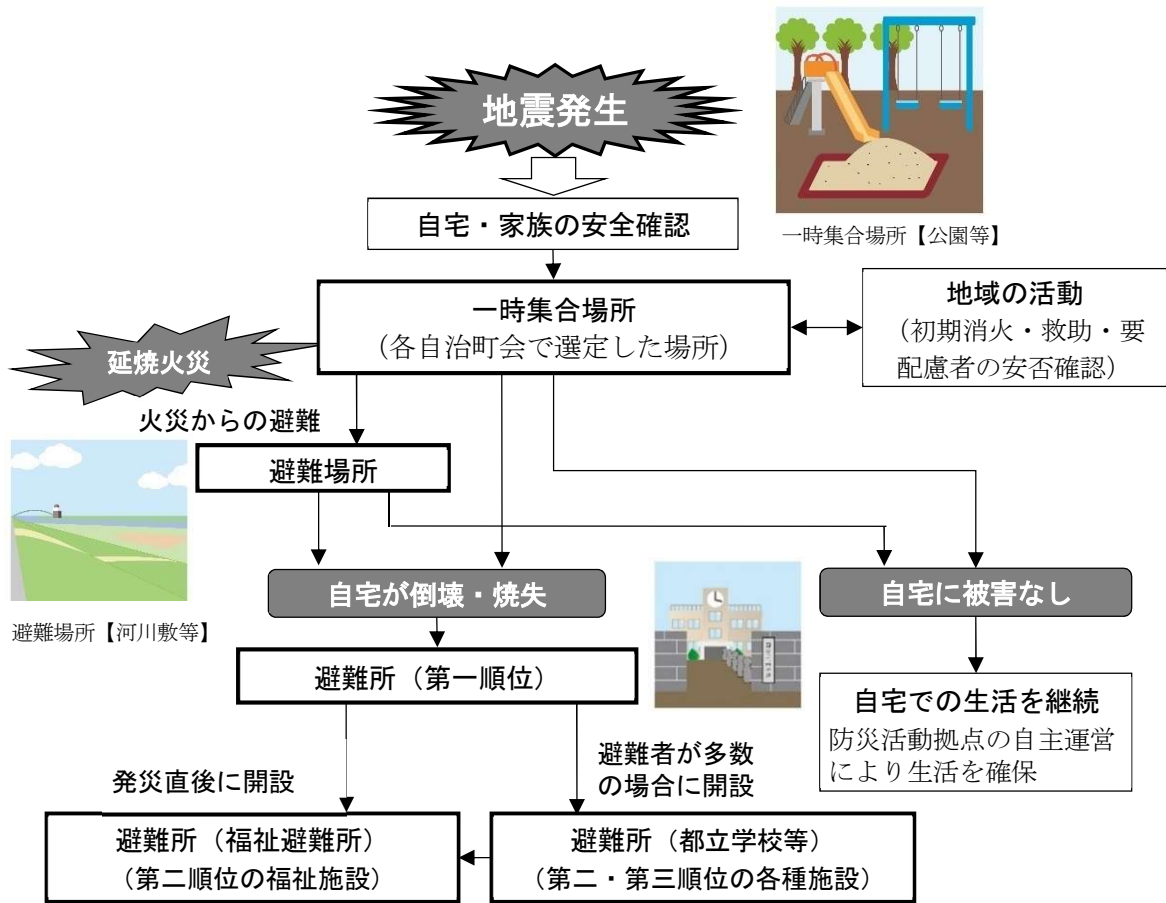 地震発生
自宅・家族の安全確認
一時集合場所【公園等】
一時集合場所
（各自治町会で選定した場所）
地域の活動
（初期消火・救助・要
配慮者の安否確認）
延焼火災
火災からの避難
避難場所
避難場所【河川敷等】
自宅が倒壊・焼失
自宅に被害なし
避難所（第一順位）
自宅での生活を継続
防災活動拠点の自主運営
により生活を確保
発災直後に開設
避難者が多数
の場合に開設
避難所（福祉避難所）
（第二順位の福祉施設）
避難所（都立学校等）
（第二・第三順位の各種施設）